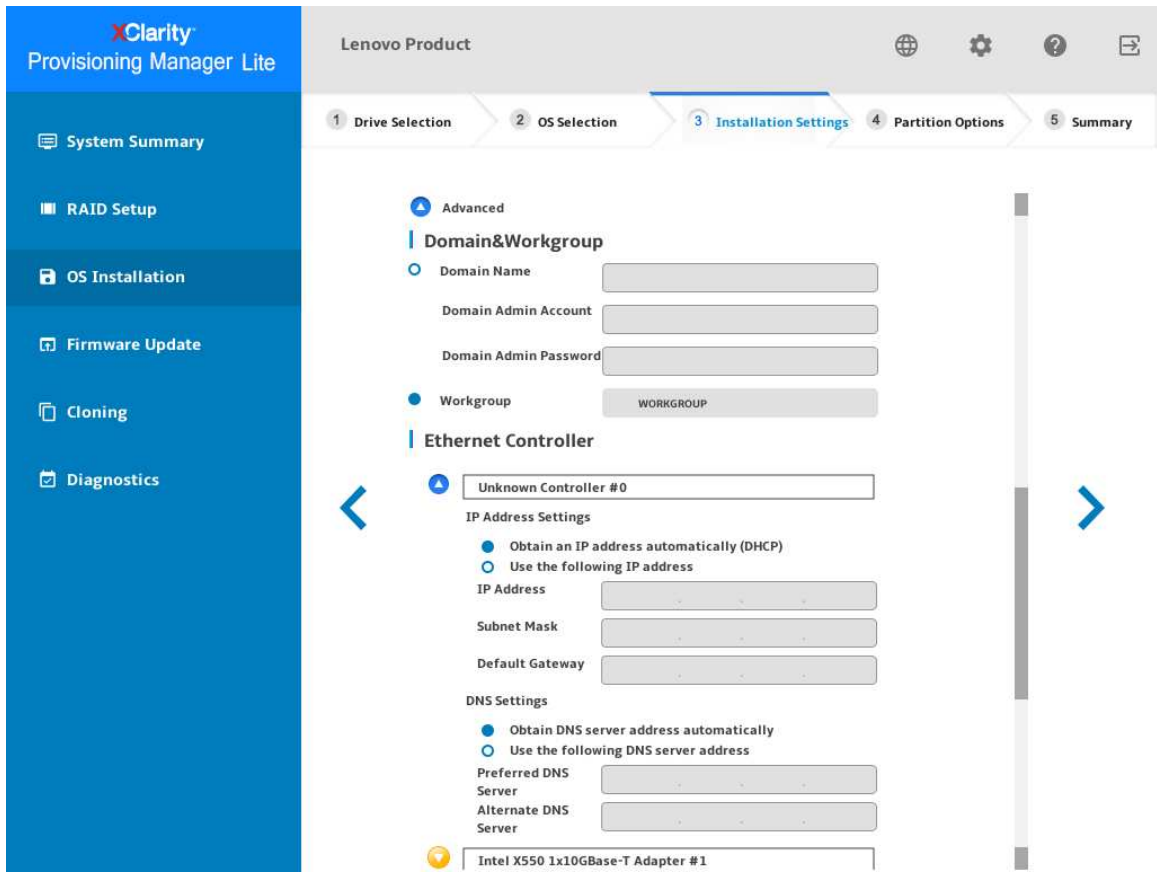 XClarity
Provisioning Manager Lite
Lenovo Product
System Summary
RAID Setup
OS Installation
Firmware Update
Cloning
Diagnostics
1 Drive Selection
2 OS Selection
3 Installation Settings
4 Partition Options
5 Summary
Advanced
Domain&Workgroup
Domain Name
Domain Admin Account
Domain Admin Password
Workgroup
WORKGROUP
Ethernet Controller
Unknown Controller #0
IP Address Settings
Obtain an IP address automatically (DHCP)
Use the following IP address
IP Address
Subnet Mask
Default Gateway
DNS Settings
Obtain DNS server address automatically
Use the following DNS server address
Preferred DNS
Server
Alternate DNS
Server
Intel X550 1x10GBase-T Adapter #1